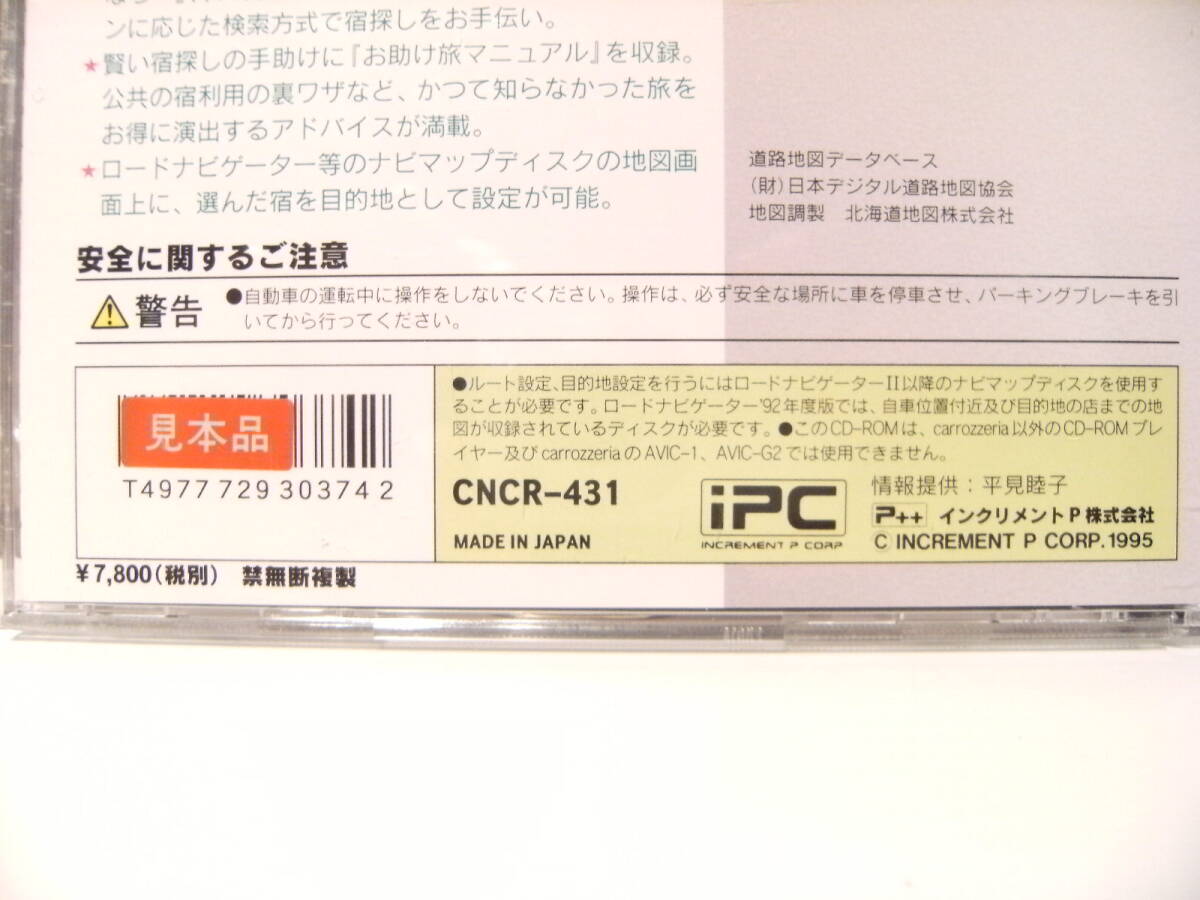 ンに応じた検索方式で宿探しをお手伝い。
★賢い宿探しの手助けに『お助け旅マニュアル』を収録。
公共の宿利用の裏ワザなど、かつて知らなかった旅を
お得に演出するアドバイスが満載。
★ロードナビゲーター等のナビマップディスクの地図画
面上に、選んだ宿を目的地として設定が可能。
道路地図データベース
(財)日本デジタル道路地図協会
地図調製 北海道地図株式会社
安全に関するご注意
警告
●自動車の運転中に操作をしないでください。操作は、必ず安全な場所に車を停車させ、パーキングブレーキを引
いてから行ってください。
見本品
T4977729303742
●ルート設定、目的地設定を行うにはロードナビゲーターII以降のナビマップディスクを使用す
ることが必要です。ロードナビゲーター'92年度版では、自車位置付近及び目的地の店までの地
図が収録されているディスクが必要です。●このCD-ROMは、carrozzeria以外のCD-ROMプレ
イヤー及びcarrozzeriaのAVIC-1、AVIC-G2では使用できません。
CNCR-431
MADE IN JAPAN
iPC
INCREMENT P CORP
情報提供：平見睦子
P++ インクリメントP株式会社
© INCREMENT P CORP.1995
¥7,800(税別) 禁無断複製